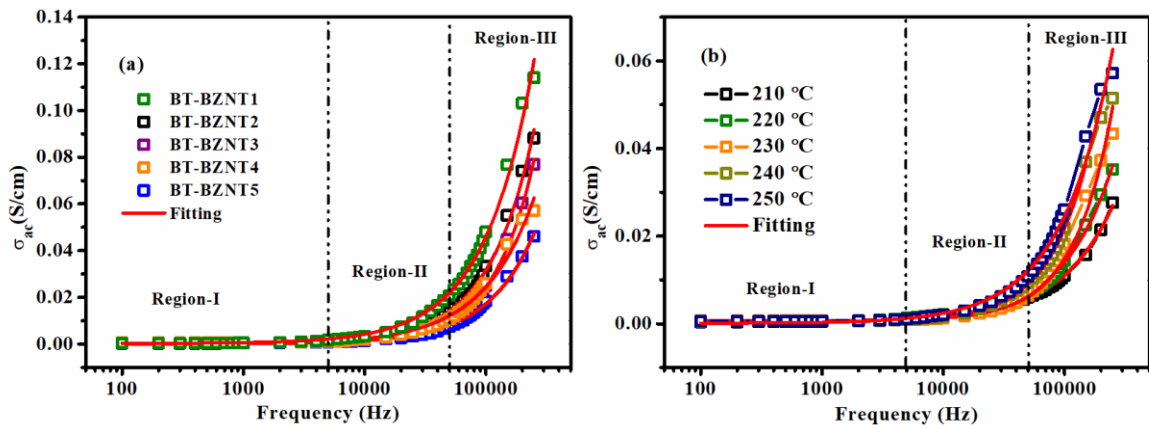 0.14
0.12
0.10
0.08
0.06
0.04
0.02
0.00
σac(S/cm)
(a)
BT-BZNT1
BT-BZNT2
BT-BZNT3
BT-BZNT4
BT-BZNT5
Fitting
Region-I
Region-II
Region-III
100
1000
10000
100000
Frequency (Hz)
0.06
0.04
0.02
0.00
σac(S/cm)
(b)
210 °C
220 °C
230 °C
240 °C
250 °C
Fitting
Region-I
Region-II
Region-III
100
1000
10000
100000
Frequency (Hz)